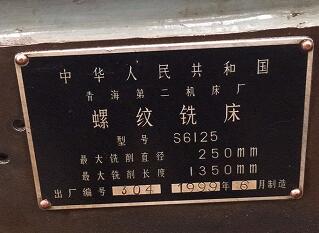 中华人民共和国
青海第二机床厂
螺纹铣床
型号 S6125
最大铣削直径 250mm
最大铣削长度 1350mm
出厂编号 304 1999年6月制造